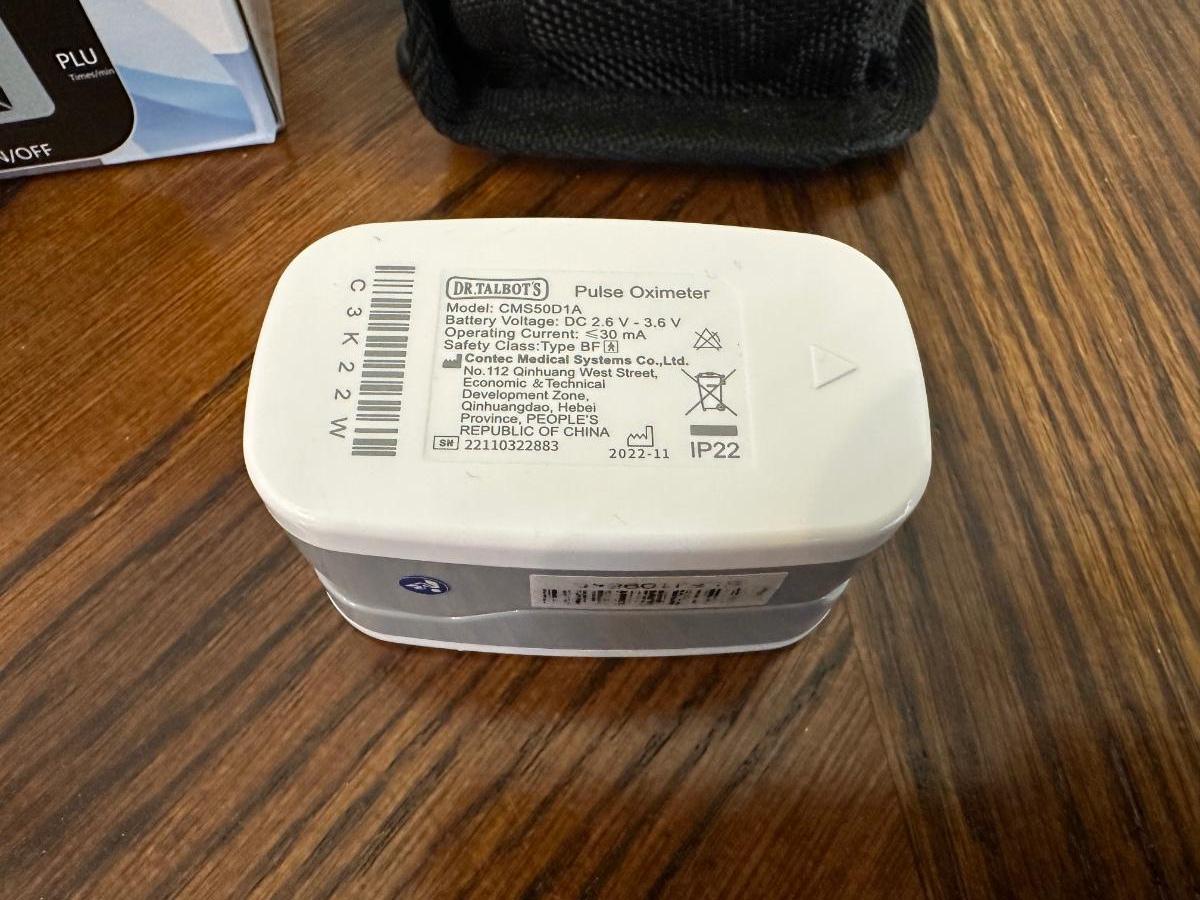 PLU
Times/min
N/OFF
DR.TALBOT'S Pulse Oximeter
Model: CMS50D1A
Battery Voltage: DC 2.6 V - 3.6 V
Operating Current: ≤30 mA
Safety Class:Type BF
Contec Medical Systems Co.,Ltd.
No.112 Qinhuang West Street,
Economic &Technical
Development Zone,
Qinhuangdao, Hebei
Province, PEOPLE'S
REPUBLIC OF CHINA
SN 22110322883
2022-11
IP22
C3K22W